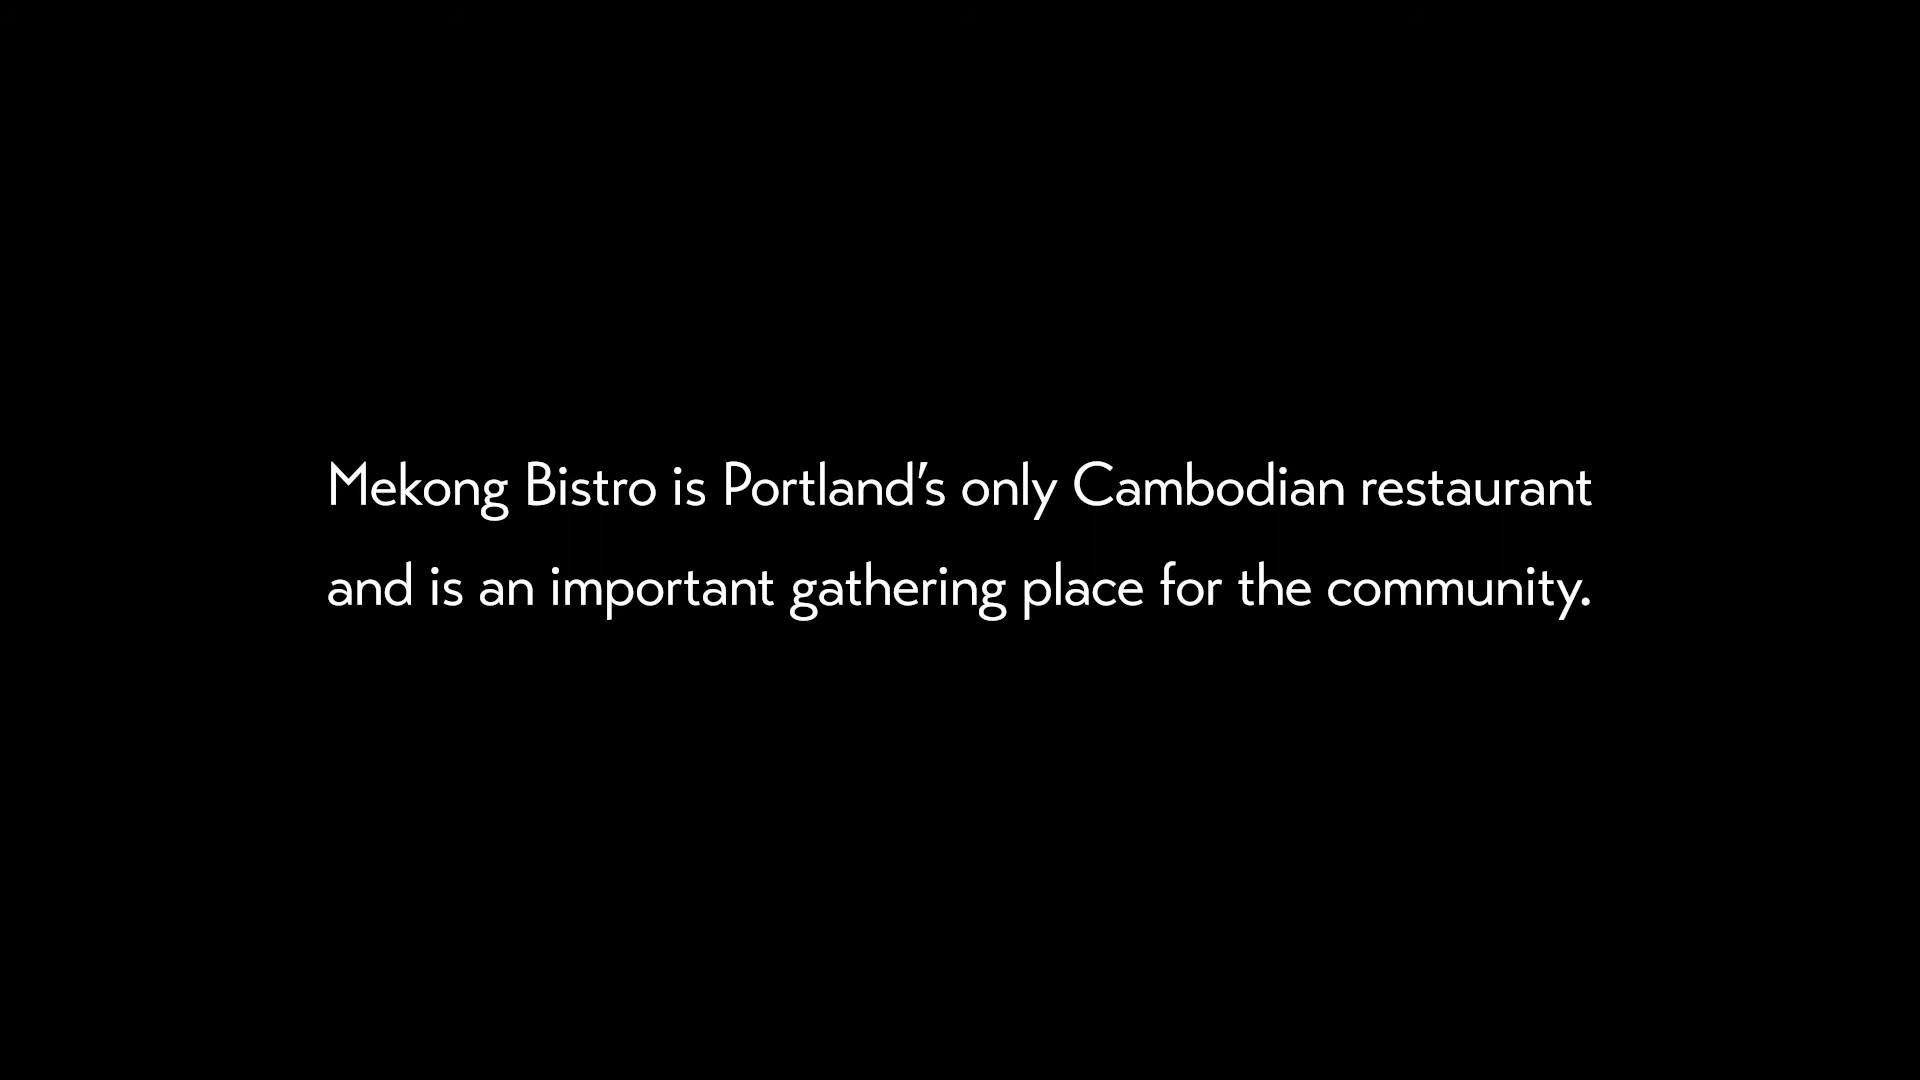 Mekong Bistro is Portland’s only Cambodian restaurant
and is an important gathering place for the community.